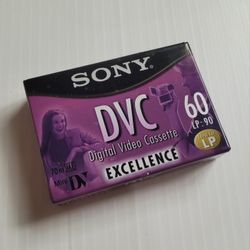 SONY
DVC
60
LP-90
Digital Video Cassette
Mini DV
EXCELLENCE
LP